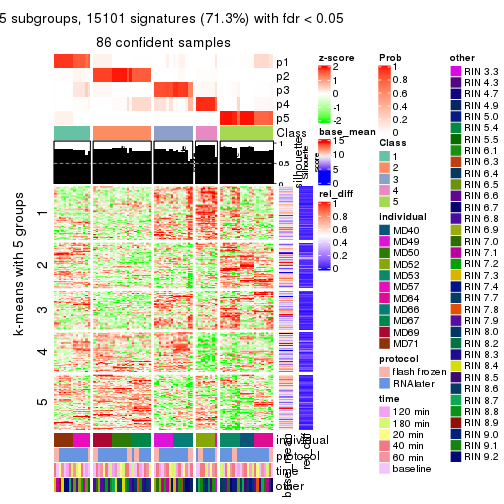 5 subgroups, 15101 signatures (71.3%) with fdr < 0.05
86 confident samples
p1
p2
p3
p4
p5
Class
1
0.5
0
silhouette
score
k-means with 5 groups
1
2
3
4
5
individual
protocol
time
other
base_mean
rel_diff
z-score
2
1
0
-1
-2
base_mean
15
10
5
0
rel_diff
1
0.8
0.6
0.4
0.2
0
Prob
1
0.8
0.6
0.4
0.2
0
Class
1
2
3
4
5
individual
MD40
MD49
MD50
MD52
MD53
MD57
MD64
MD66
MD67
MD69
MD71
protocol
flash frozen
RNAlater
time
120 min
180 min
20 min
40 min
60 min
baseline
other
RIN 3.3
RIN 4.3
RIN 4.7
RIN 4.9
RIN 5.0
RIN 5.4
RIN 5.5
RIN 6.1
RIN 6.3
RIN 6.4
RIN 6.5
RIN 6.6
RIN 6.7
RIN 6.8
RIN 6.9
RIN 7.0
RIN 7.1
RIN 7.2
RIN 7.3
RIN 7.4
RIN 7.7
RIN 7.8
RIN 7.9
RIN 8.0
RIN 8.2
RIN 8.3
RIN 8.4
RIN 8.5
RIN 8.6
RIN 8.7
RIN 8.8
RIN 8.9
RIN 9.0
RIN 9.1
RIN 9.2